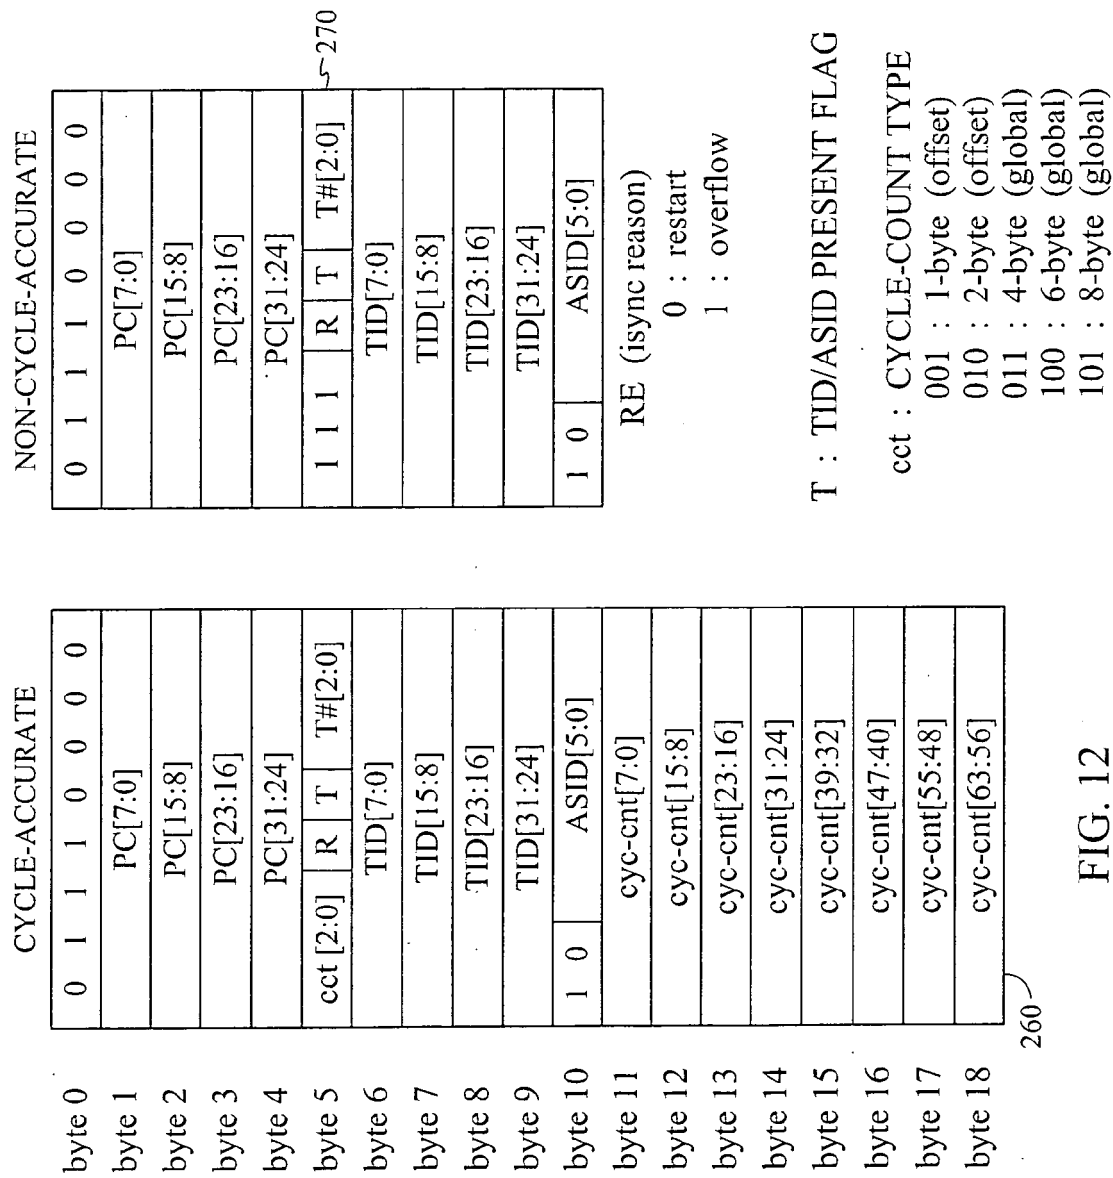 CYCLE-ACCURATE
NON-CYCLE-ACCURATE
byte 0 0 1 1 1 0 0 0 0 0 1 1 1 0 0 0 0
byte 1 PC[7:0] PC[7:0]
byte 2 PC[15:8] PC[15:8]
byte 3 PC[23:16] PC[23:16]
byte 4 PC[31:24] PC[31:24]
byte 5 cct [2:0] R T T#[2:0] 1 1 1 R T T#[2:0] 270
byte 6 TID[7:0] TID[7:0]
byte 7 TID[15:8] TID[15:8]
byte 8 TID[23:16] TID[23:16]
byte 9 TID[31:24] TID[31:24]
byte 10 1 0 ASID[5:0] 1 0 ASID[5:0]
byte 11 cyc-cnt[7:0]
byte 12 cyc-cnt[15:8]
byte 13 cyc-cnt[23:16]
byte 14 cyc-cnt[31:24]
byte 15 cyc-cnt[39:32]
byte 16 cyc-cnt[47:40]
byte 17 cyc-cnt[55:48]
byte 18 cyc-cnt[63:56]
260
RE (isync reason)
0 : restart
1 : overflow
T : TID/ASID PRESENT FLAG
cct : CYCLE-COUNT TYPE
001 : 1-byte (offset)
010 : 2-byte (offset)
011 : 4-byte (global)
100 : 6-byte (global)
101 : 8-byte (global)
FIG. 12